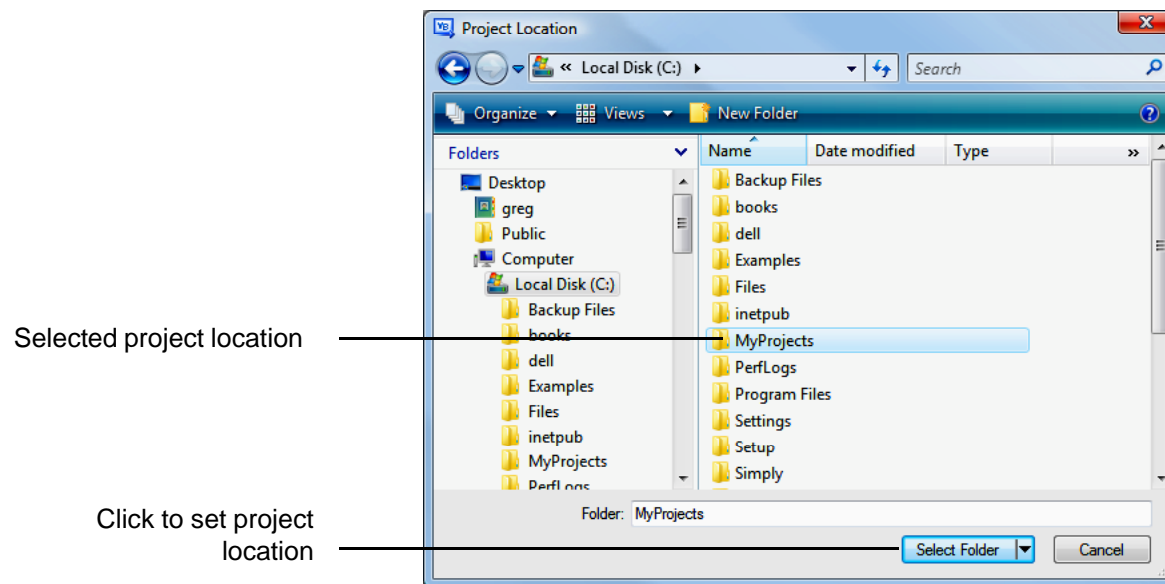 VB Project Location
« Local Disk (C:)
Search
Organize
Views
New Folder
?
Folders
Name
Date modified
Type
»
Desktop
greg
Public
Computer
Local Disk (C:)
Backup Files
books
dell
Examples
Files
inetpub
MyProjects
PerfLogs
Backup Files
books
dell
Examples
Files
inetpub
MyProjects
PerfLogs
Program Files
Settings
Setup
Simply
Selected project location
Folder: MyProjects
Click to set project
location
Select Folder
Cancel